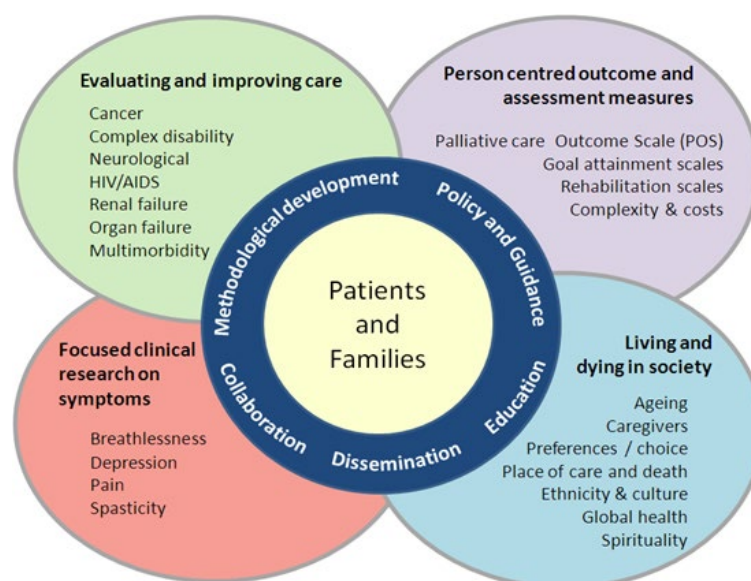 Evaluating and improving care
Cancer
Complex disability
Neurological
HIV/AIDS
Renal failure
Organ failure
Multimorbidity
Person centred outcome and
assessment measures
Palliative care Outcome Scale (POS)
Goal attainment scales
Rehabilitation scales
Complexity & costs
Methodological development
Policy and Guidance
Patients
and
Families
Collaboration
Dissemination
Education
Focused clinical
research on
symptoms
Breathlessness
Depression
Pain
Spasticity
Living and
dying in society
Ageing
Caregivers
Preferences / choice
Place of care and death
Ethnicity & culture
Global health
Spirituality